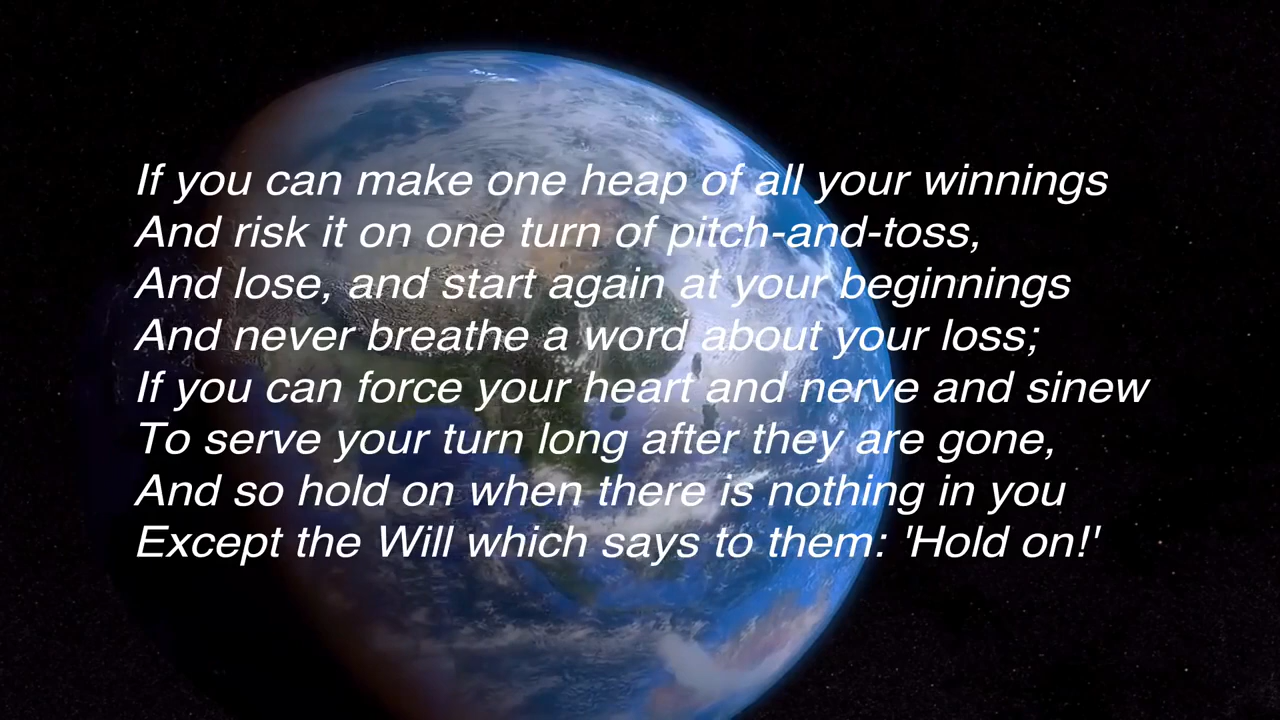 If you can make one heap of all your winnings
And risk it on one turn of pitch-and-toss,
And lose, and start again at your beginnings
And never breathe a word about your loss;
If you can force your heart and nerve and sinew
To serve your turn long after they are gone,
And so hold on when there is nothing in you
Except the Will which says to them: 'Hold on!'